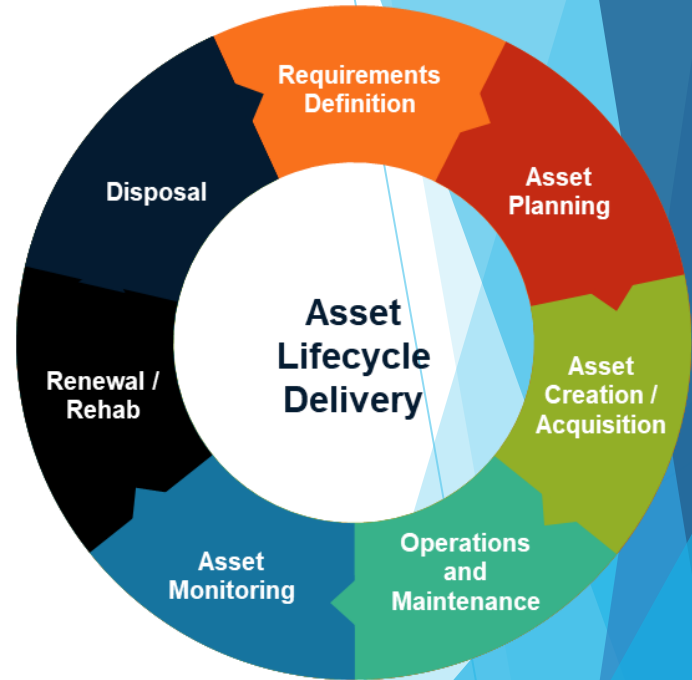 Requirements
Definition
Asset
Planning
Asset
Creation /
Acquisition
Operations
and
Maintenance
Asset
Monitoring
Renewal /
Rehab
Disposal
Asset
Lifecycle
Delivery